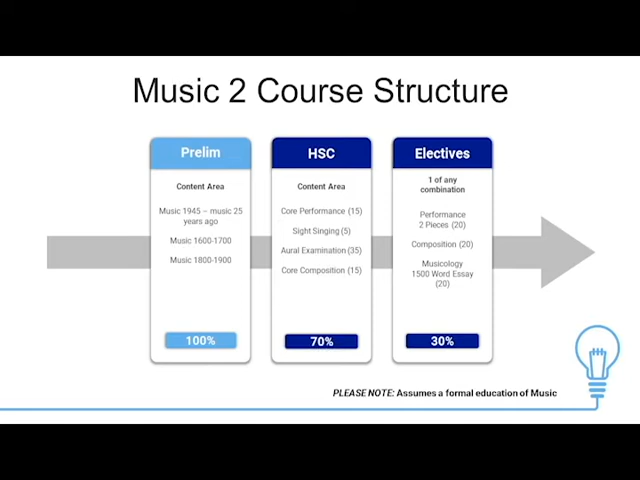 Music 2 Course Structure
Prelim
Content Area
Music 1945 – music 25
years ago
Music 1600-1700
Music 1800-1900
100%
HSC
Content Area
Core Performance (15)
Sight Singing (5)
Aural Examination (35)
Core Composition (15)
70%
Electives
1 of any
combination
Performance
2 Pieces (20)
Composition (20)
Musicology
1500 Word Essay
(20)
30%
PLEASE NOTE: Assumes a formal education of Music